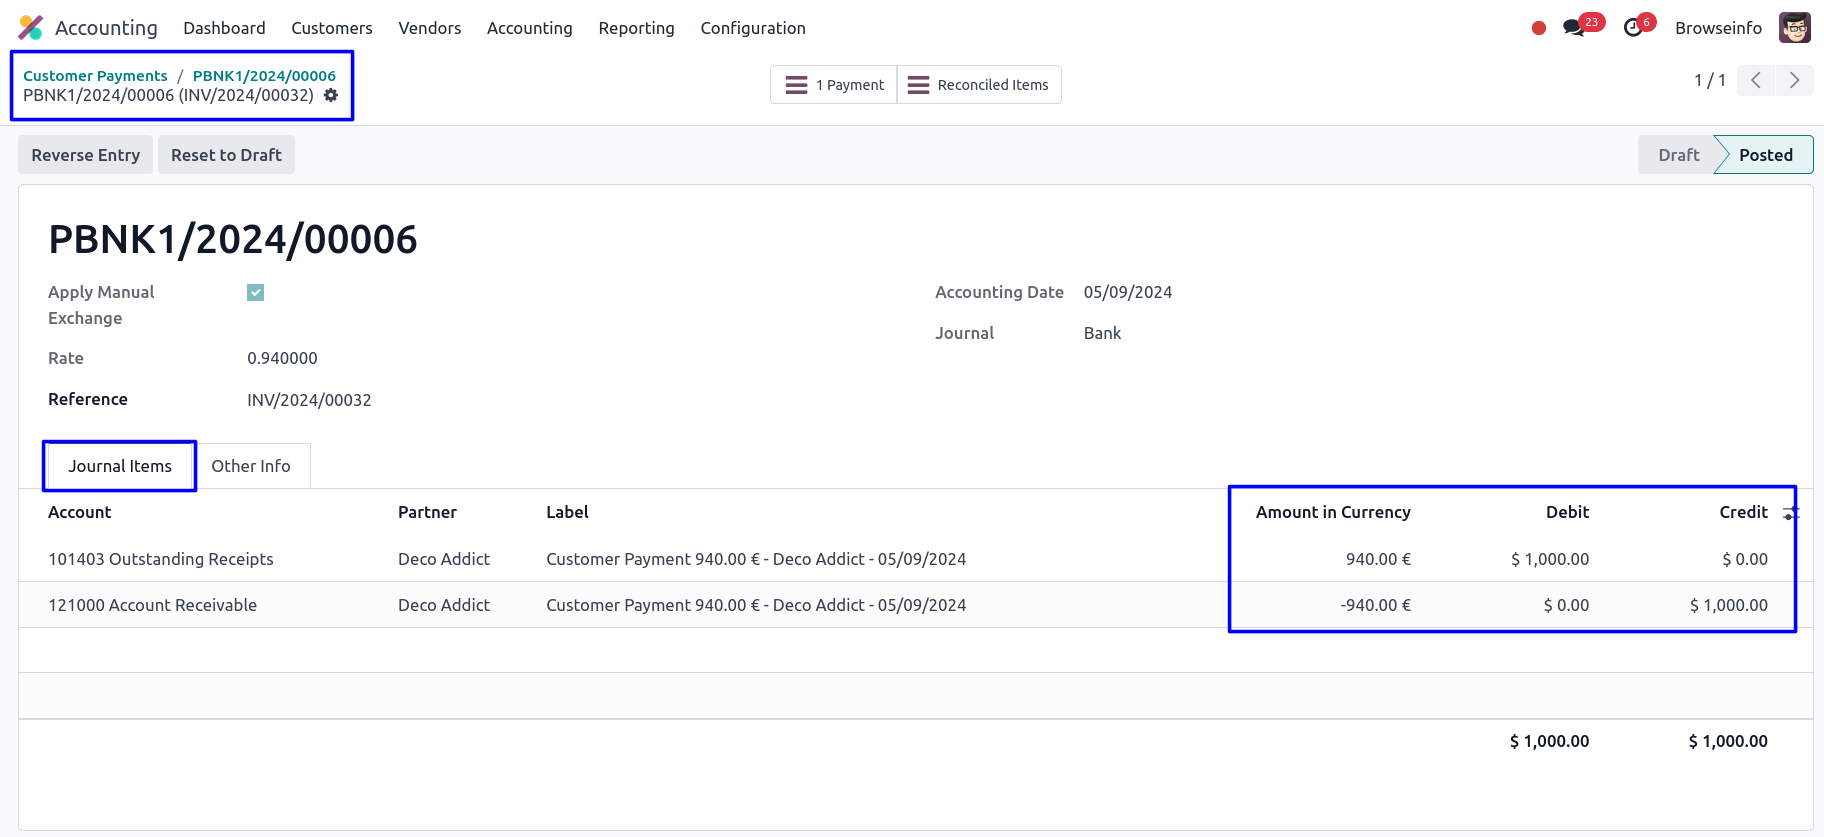 Accounting Dashboard Customers Vendors Accounting Reporting Configuration 23 6 Browseinfo
Customer Payments / PBNK1/2024/00006
PBNK1/2024/00006 (INV/2024/00032)
1 Payment Reconciled Items
1 / 1
Reverse Entry Reset to Draft Draft Posted
PBNK1/2024/00006
Apply Manual
Exchange
Rate 0.940000
Reference INV/2024/00032
Accounting Date 05/09/2024
Journal Bank
Journal Items Other Info
Account Partner Label Amount in Currency Debit Credit
101403 Outstanding Receipts Deco Addict Customer Payment 940.00 € - Deco Addict - 05/09/2024 940.00 € $ 1,000.00 $ 0.00
121000 Account Receivable Deco Addict Customer Payment 940.00 € - Deco Addict - 05/09/2024 -940.00 € $ 0.00 $ 1,000.00
$ 1,000.00 $ 1,000.00